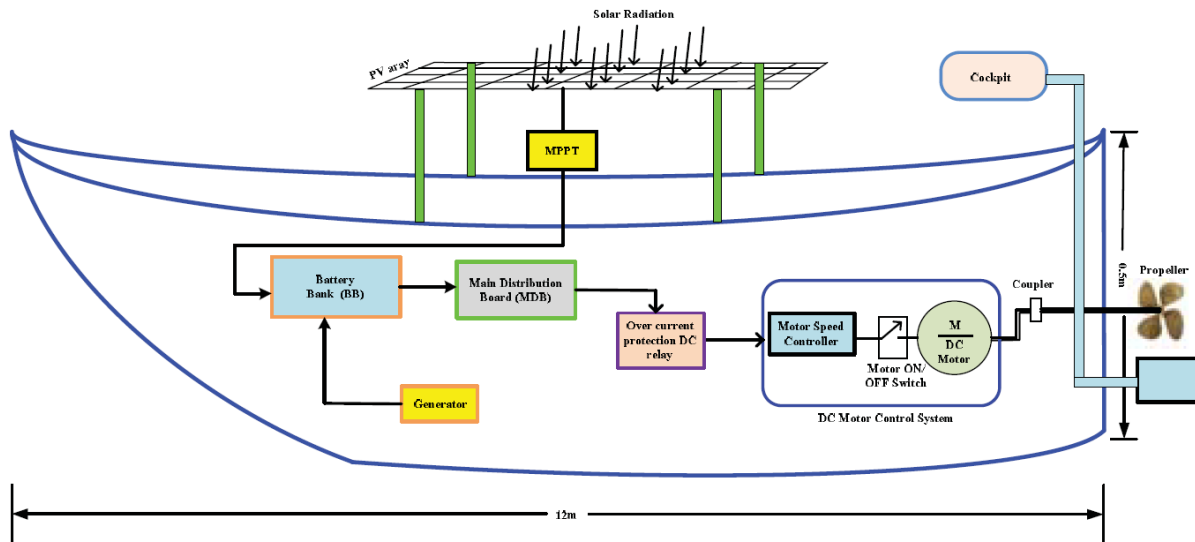 Solar Radiation
PV aray
Cockpit
MPPT
Battery
Bank (BB)
Main Distribution
Board (MDB)
Over current
protection DC
relay
Generator
Motor Speed
Controller
Motor ON/
OFF Switch
M
DC
Motor
DC Motor Control System
Coupler
Propeller
0.5m
12m